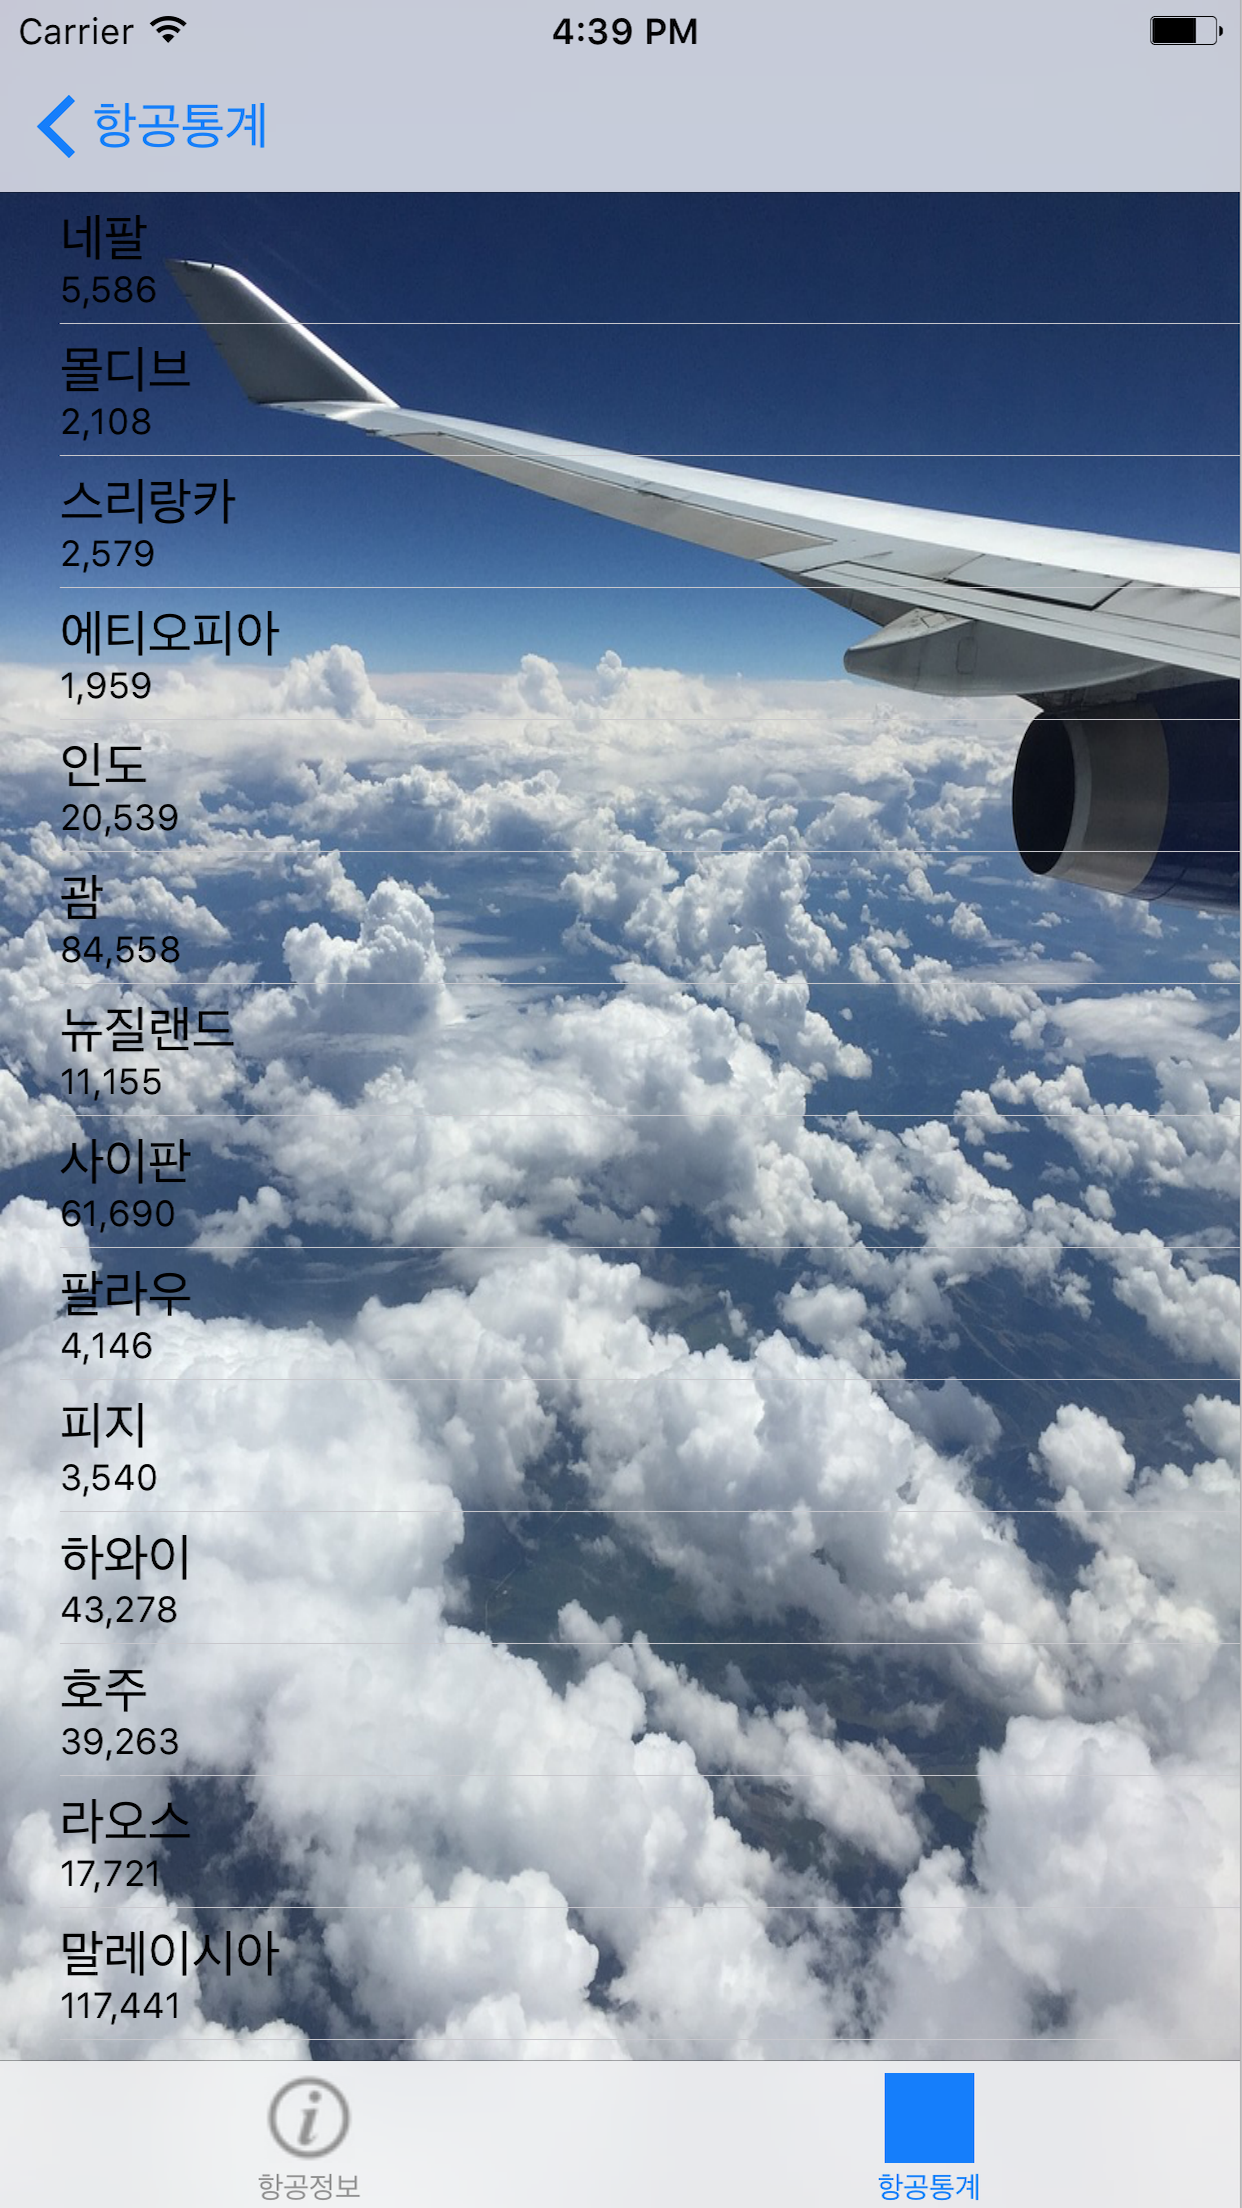 Carrier 4:39 PM
항공통계
네팔
5,586
몰디브
2,108
스리랑카
2,579
에티오피아
1,959
인도
20,539
괌
84,558
뉴질랜드
11,155
사이판
61,690
팔라우
4,146
피지
3,540
하와이
43,278
호주
39,263
라오스
17,721
말레이시아
117,441
항공정보 항공통계